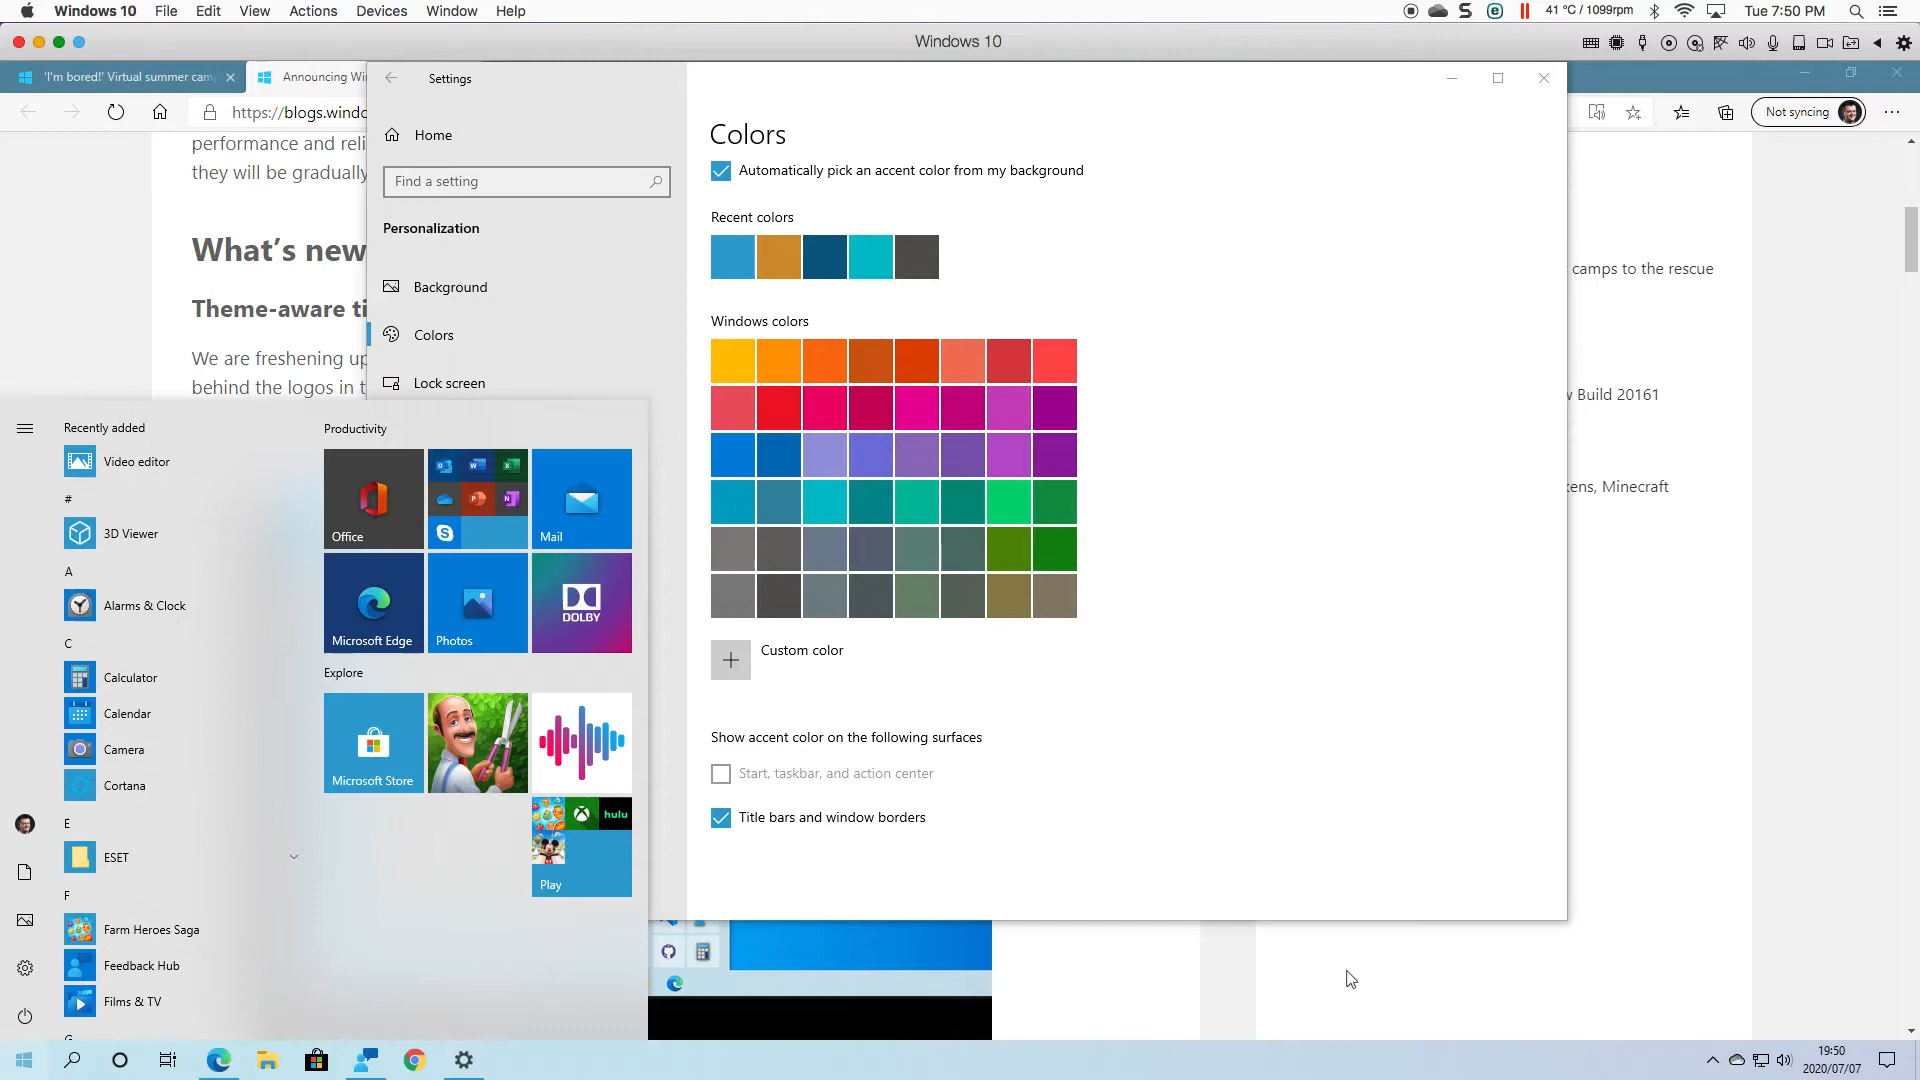 Windows 10 File Edit View Actions Devices Window Help
41 °C / 1099rpm
Tue 7:50 PM
Windows 10
'I'm bored!' Virtual summer cam
Announcing Wi
https://blogs.windo
Not syncing
performance and reli
they will be gradually
What's new
Theme-aware ti
We are freshening up
behind the logos in t
camps to the rescue
Build 20161
kens, Minecraft
Settings
Home
Find a setting
Personalization
Background
Colors
Lock screen
Colors
Automatically pick an accent color from my background
Recent colors
Windows colors
Custom color
Show accent color on the following surfaces
Start, taskbar, and action center
Title bars and window borders
Recently added
Video editor
#
3D Viewer
A
Alarms & Clock
C
Calculator
Calendar
Camera
Cortana
E
ESET
F
Farm Heroes Saga
Feedback Hub
Films & TV
Productivity
Office
Mail
Microsoft Edge
Photos
DOLBY
Explore
Microsoft Store
hulu
Play
19:50
2020/07/07